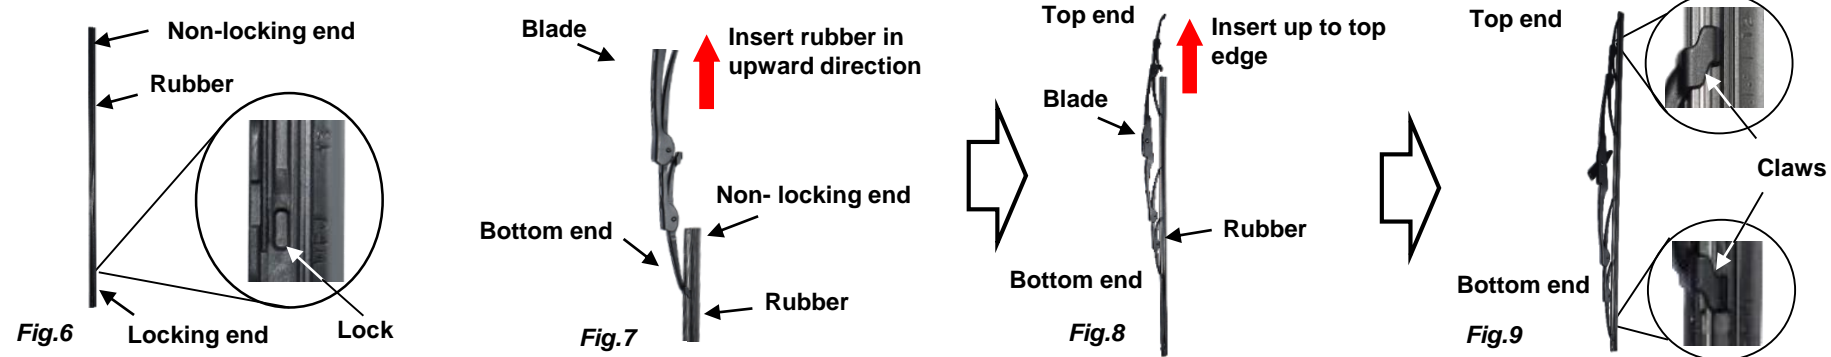 Non-locking end
Rubber
Locking end
Lock
Fig.6
Blade
Insert rubber in
upward direction
Non- locking end
Bottom end
Rubber
Fig.7
Top end
Insert up to top
edge
Blade
Rubber
Bottom end
Fig.8
Top end
Claws
Bottom end
Fig.9